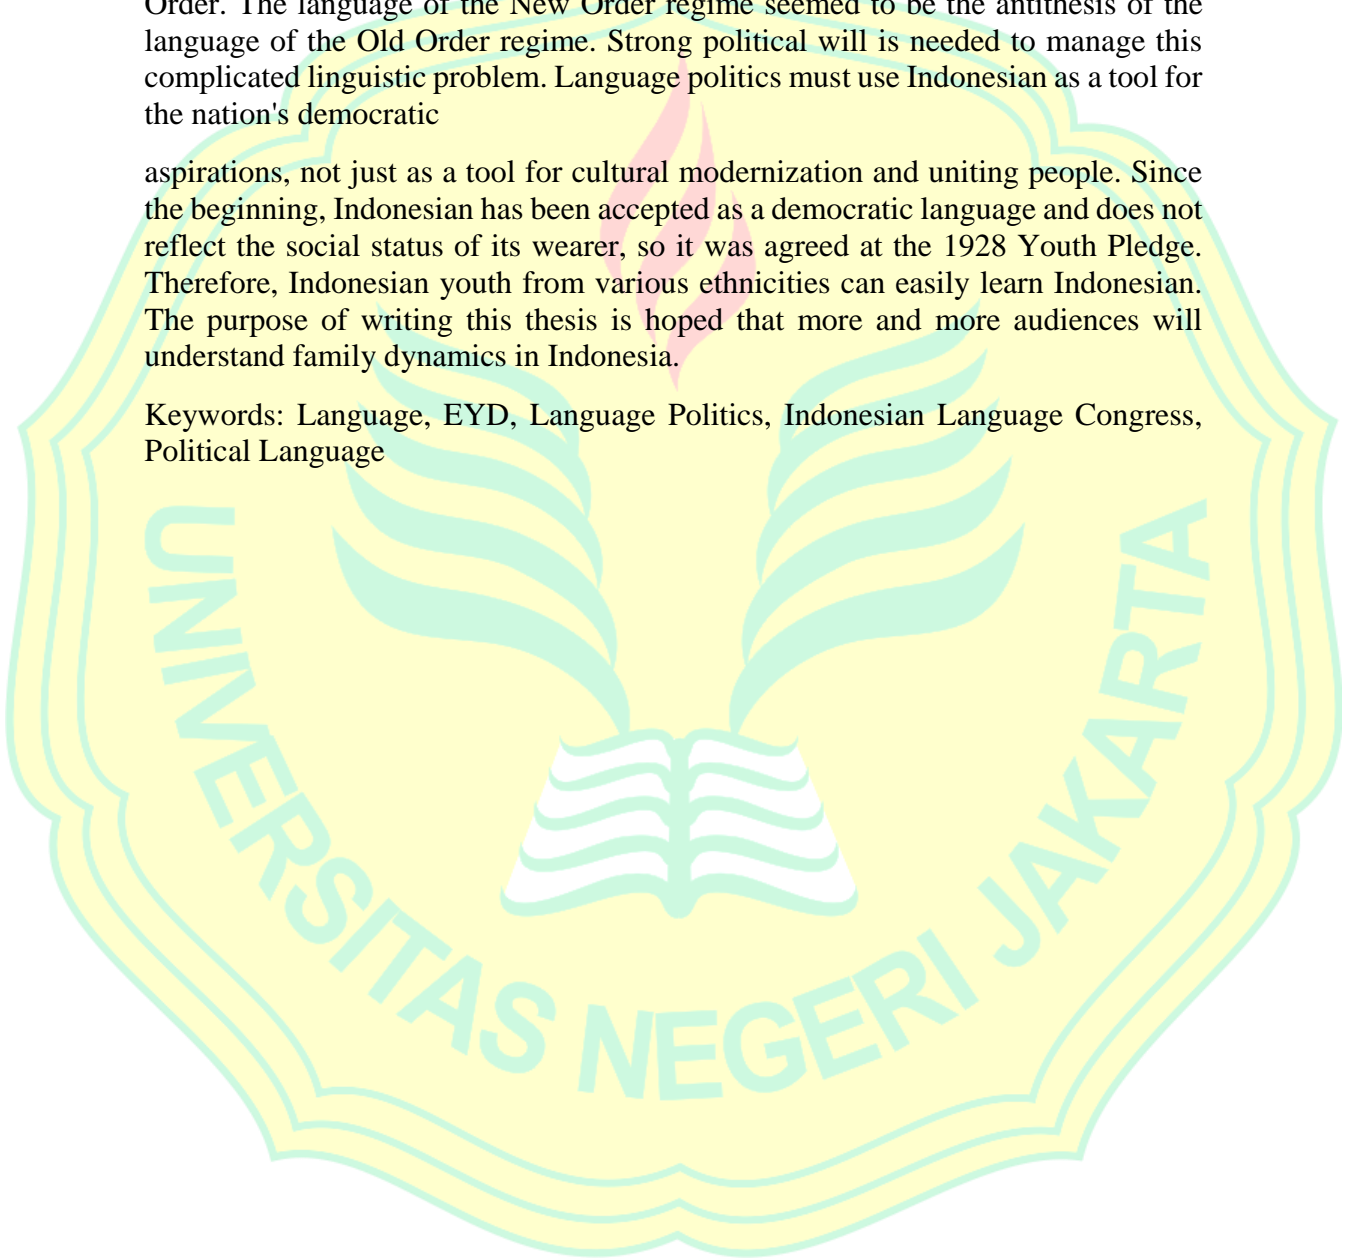 Order. The language of the New Order regime seemed to be the antithesis of the
language of the Old Order regime. Strong political will is needed to manage this
complicated linguistic problem. Language politics must use Indonesian as a tool for
the nation's democratic
aspirations, not just as a tool for cultural modernization and uniting people. Since
the beginning, Indonesian has been accepted as a democratic language and does not
reflect the social status of its wearer, so it was agreed at the 1928 Youth Pledge.
Therefore, Indonesian youth from various ethnicities can easily learn Indonesian.
The purpose of writing this thesis is hoped that more and more audiences will
understand family dynamics in Indonesia.
Keywords: Language, EYD, Language Politics, Indonesian Language Congress,
Political Language
UNIVERSITAS NEGERI JAKARTA